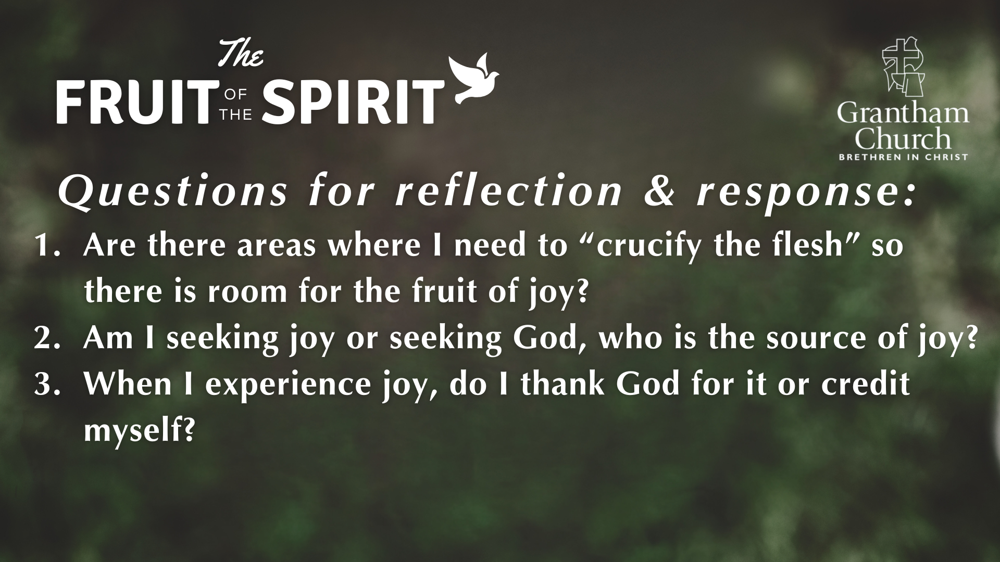 The
FRUIT OF THE SPIRIT
Grantham
Church
BRETHREN IN CHRIST
Questions for reflection & response:
1. Are there areas where I need to “crucify the flesh” so
there is room for the fruit of joy?
2. Am I seeking joy or seeking God, who is the source of joy?
3. When I experience joy, do I thank God for it or credit
myself?